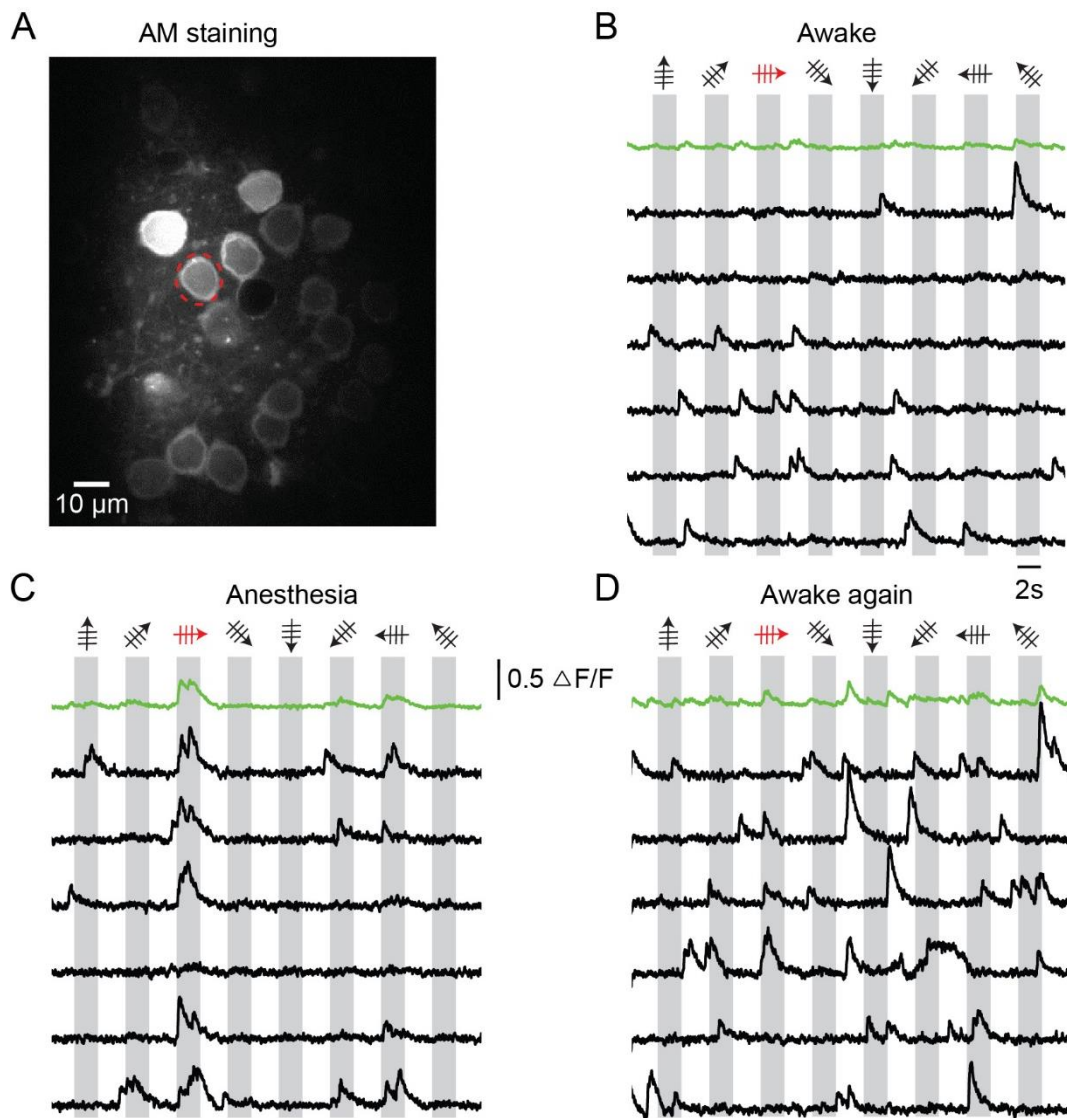 A
AM staining
10 µm
B
Awake
2s
C
Anesthesia
0.5 △F/F
D
Awake again